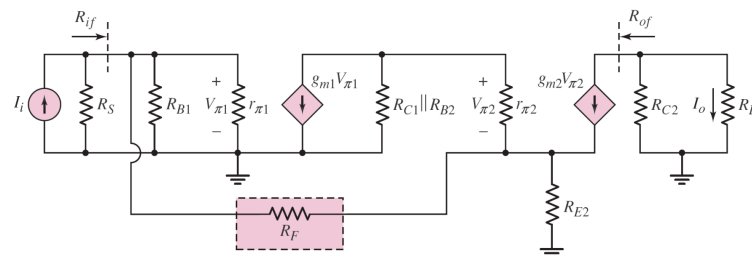 R_if
R_of
I_i
R_S
R_B1
+
V_π1
−
r_π1
g_m1V_π1
R_C1||R_B2
+
V_π2
−
r_π2
g_m2V_π2
R_C2
I_o
R_F
R_E2